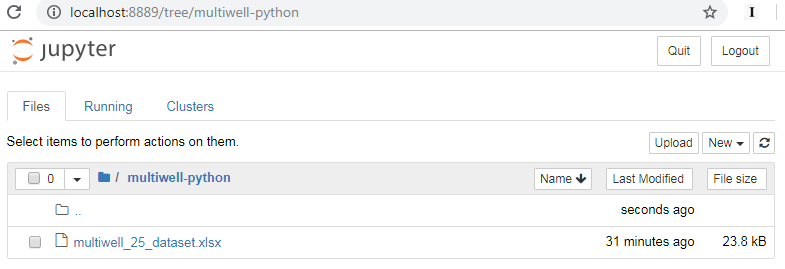 localhost:8889/tree/multiwell-python
jupyter Quit Logout
Files Running Clusters
Select items to perform actions on them. Upload New
0 / multiwell-python Name Last Modified File size
.. seconds ago
multiwell_25_dataset.xlsx 31 minutes ago 23.8 kB